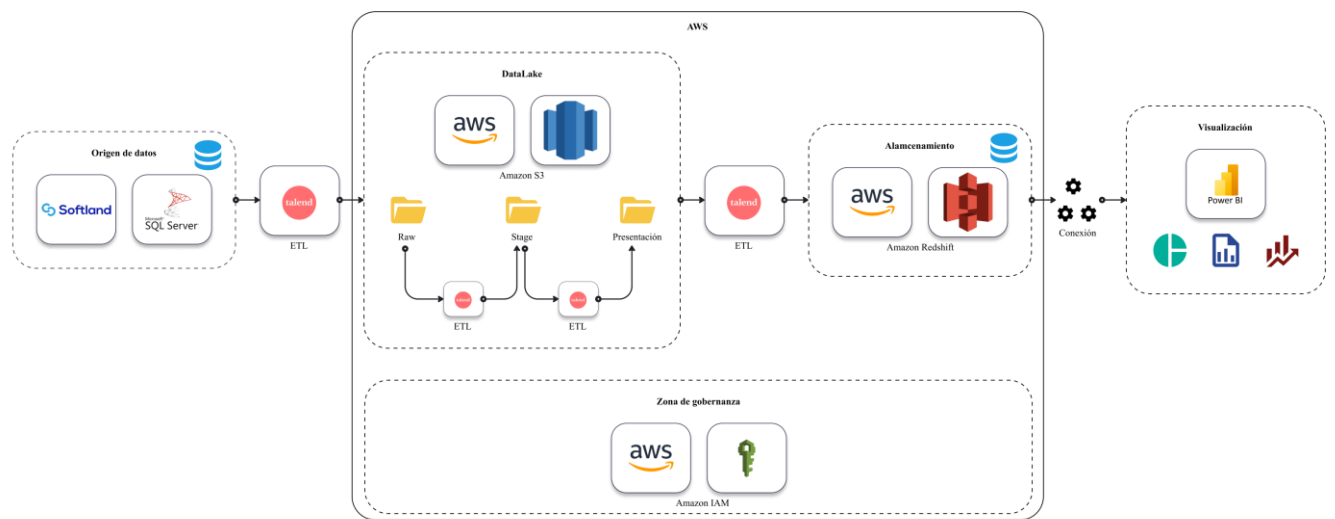 AWS
DataLake
aws
Amazon S3
Origen de datos
Softland
Microsoft
SQL Server
talend
ETL
Raw
Stage
Presentación
talend
ETL
talend
ETL
talend
ETL
Alamcenamiento
aws
Amazon Redshift
Conexión
Visualización
Power BI
Zona de gobernanza
aws
Amazon IAM